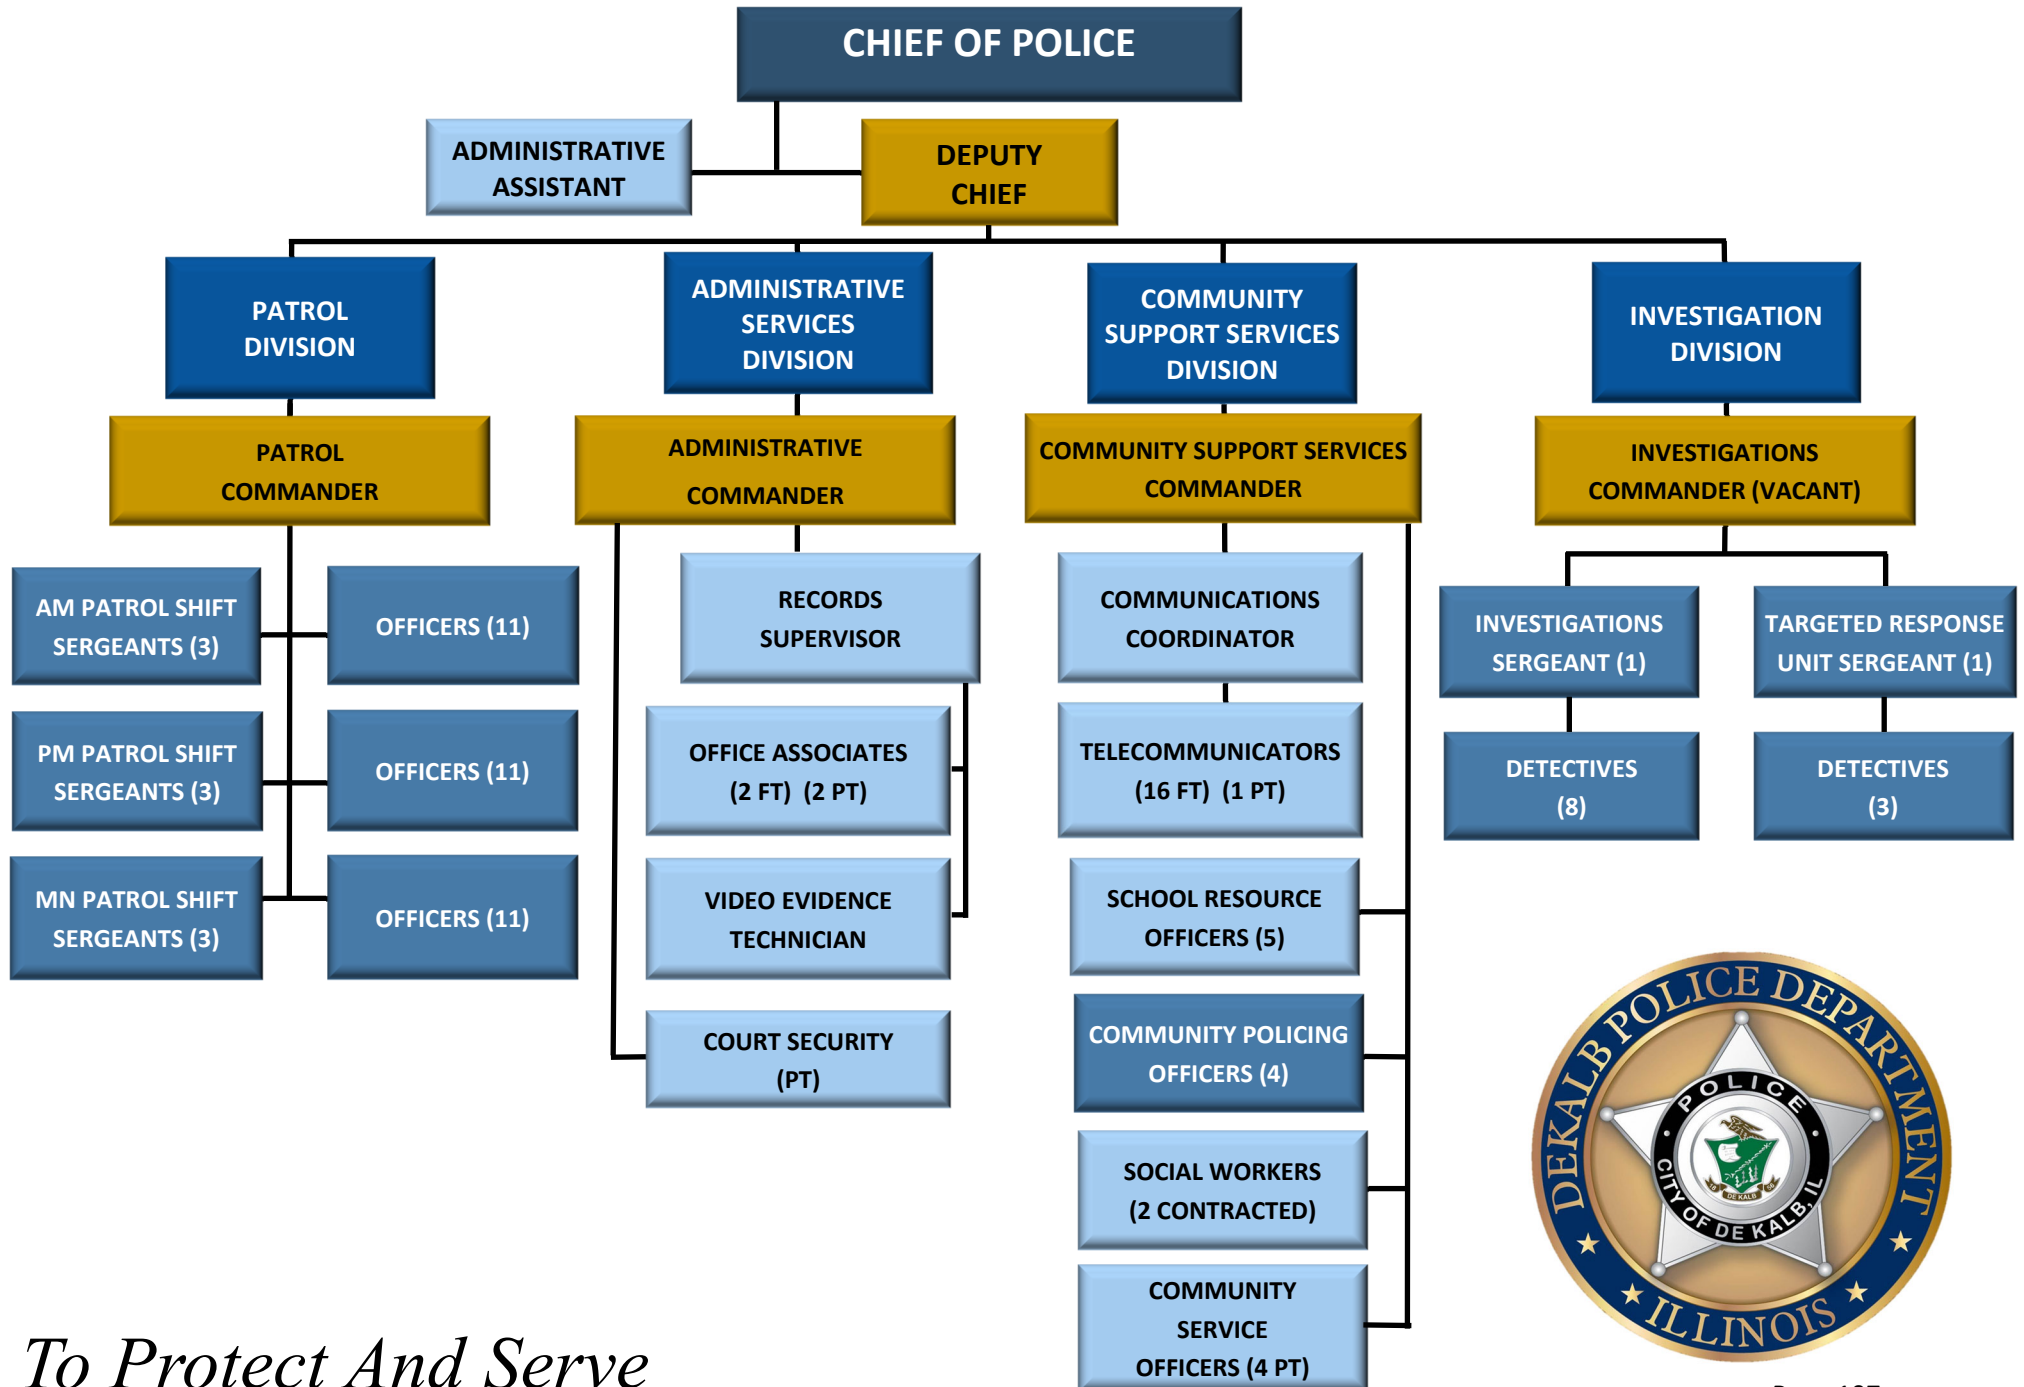 CHIEF OF POLICE
ADMINISTRATIVE
ASSISTANT
DEPUTY
CHIEF
PATROL
DIVISION
ADMINISTRATIVE
SERVICES
DIVISION
COMMUNITY
SUPPORT SERVICES
DIVISION
INVESTIGATION
DIVISION
PATROL
COMMANDER
ADMINISTRATIVE
COMMANDER
COMMUNITY SUPPORT SERVICES
COMMANDER
INVESTIGATIONS
COMMANDER (VACANT)
AM PATROL SHIFT
SERGEANTS (3)
OFFICERS (11)
PM PATROL SHIFT
SERGEANTS (3)
OFFICERS (11)
MN PATROL SHIFT
SERGEANTS (3)
OFFICERS (11)
RECORDS
SUPERVISOR
OFFICE ASSOCIATES
(2 FT) (2 PT)
VIDEO EVIDENCE
TECHNICIAN
COURT SECURITY
(PT)
COMMUNICATIONS
COORDINATOR
TELECOMMUNICATORS
(16 FT) (1 PT)
SCHOOL RESOURCE
OFFICERS (5)
COMMUNITY POLICING
OFFICERS (4)
SOCIAL WORKERS
(2 CONTRACTED)
COMMUNITY
SERVICE
OFFICERS (4 PT)
INVESTIGATIONS
SERGEANT (1)
TARGETED RESPONSE
UNIT SERGEANT (1)
DETECTIVES
(8)
DETECTIVES
(3)
DEKALB POLICE DEPARTMENT
ILLINOIS
POLICE
CITY OF DE KALB, IL
18 DE KALB 56
To Protect And Serve